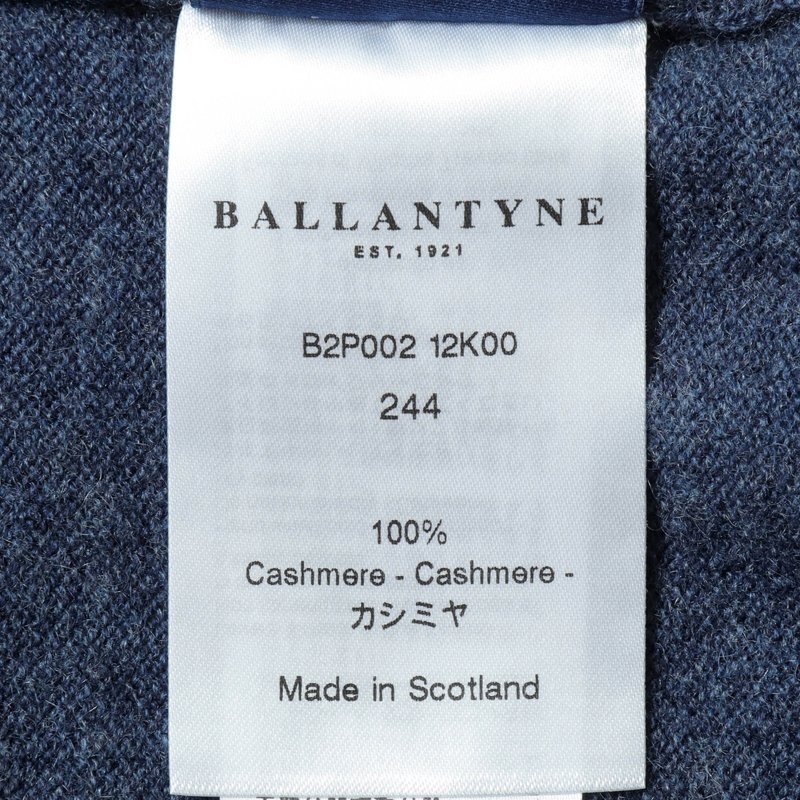 BALLANTYNE
EST. 1921
B2P002 12K00
244
100%
Cashmere - Cashmere -
カシミヤ
Made in Scotland